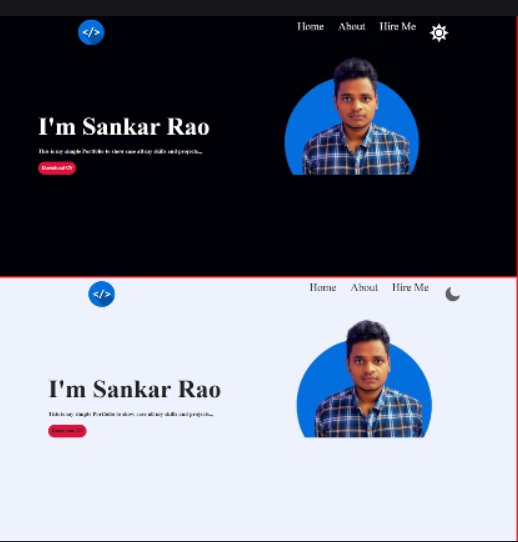 </>
Home About Hire Me
I'm Sankar Rao
This is my simple Portfolio to show case all my skills and projects...
Download CV
</>
Home About Hire Me
I'm Sankar Rao
This is my simple Portfolio to show case all my skills and projects...
Download CV